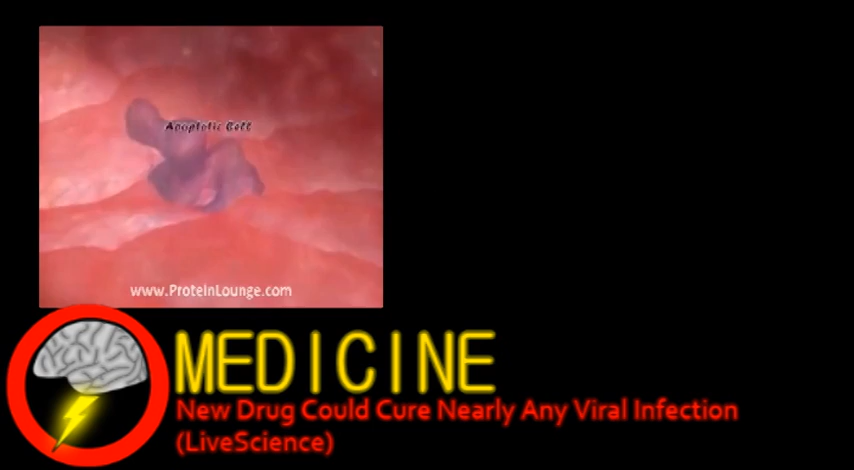 Apoptotic Cell
www.ProteinLounge.com
MEDICINE
New Drug Could Cure Nearly Any Viral Infection
(LiveScience)